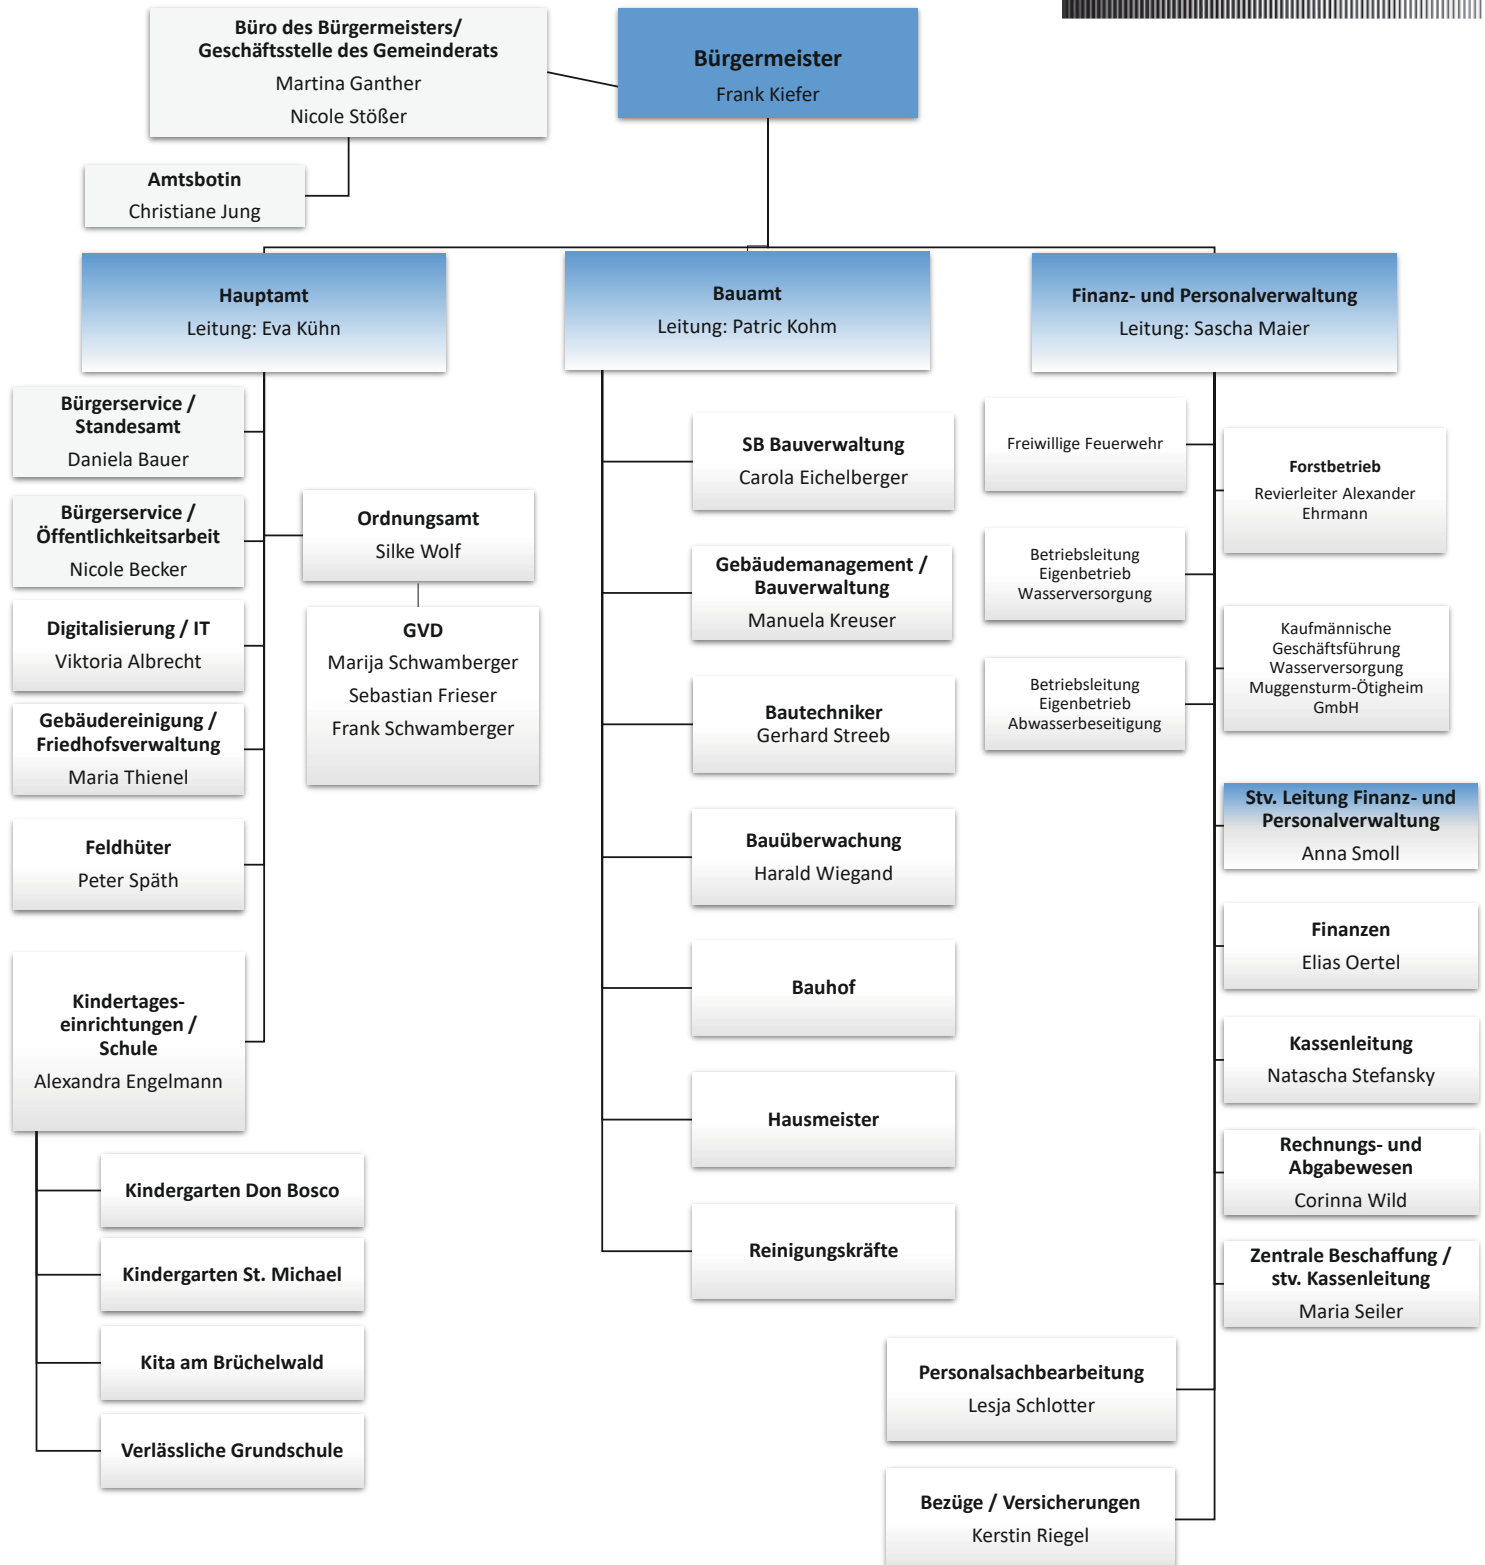 Büro des Bürgermeisters/
Geschäftsstelle des Gemeinderats
Martina Ganther
Nicole Stößer
Bürgermeister
Frank Kiefer
Amtsbotin
Christiane Jung
Hauptamt
Leitung: Eva Kühn
Bürgerservice /
Standesamt
Daniela Bauer
Bürgerservice /
Öffentlichkeitsarbeit
Nicole Becker
Digitalisierung / IT
Viktoria Albrecht
Gebäudereinigung /
Friedhofsverwaltung
Maria Thienel
Feldhüter
Peter Späth
Kindertages-
einrichtungen /
Schule
Alexandra Engelmann
Kindergarten Don Bosco
Kindergarten St. Michael
Kita am Brüchelwald
Verlässliche Grundschule
Ordnungsamt
Silke Wolf
GVD
Marija Schwamberger
Sebastian Frieser
Frank Schwamberger
Bauamt
Leitung: Patric Kohm
SB Bauverwaltung
Carola Eichelberger
Gebäudemanagement /
Bauverwaltung
Manuela Kreuser
Bautechniker
Gerhard Streeb
Bauüberwachung
Harald Wiegand
Bauhof
Hausmeister
Reinigungskräfte
Finanz- und Personalverwaltung
Leitung: Sascha Maier
Freiwillige Feuerwehr
Forstbetrieb
Revierleiter Alexander
Ehrmann
Betriebsleitung
Eigenbetrieb
Wasserversorgung
Kaufmännische
Geschäftsführung
Wasserversorgung
Muggensturm-Ötigheim
GmbH
Betriebsleitung
Eigenbetrieb
Abwasserbeseitigung
Stv. Leitung Finanz- und
Personalverwaltung
Anna Smoll
Finanzen
Elias Oertel
Kassenleitung
Natascha Stefansky
Rechnungs- und
Abgabewesen
Corinna Wild
Zentrale Beschaffung /
stv. Kassenleitung
Maria Seiler
Personalsachbearbeitung
Lesja Schlotter
Bezüge / Versicherungen
Kerstin Riegel